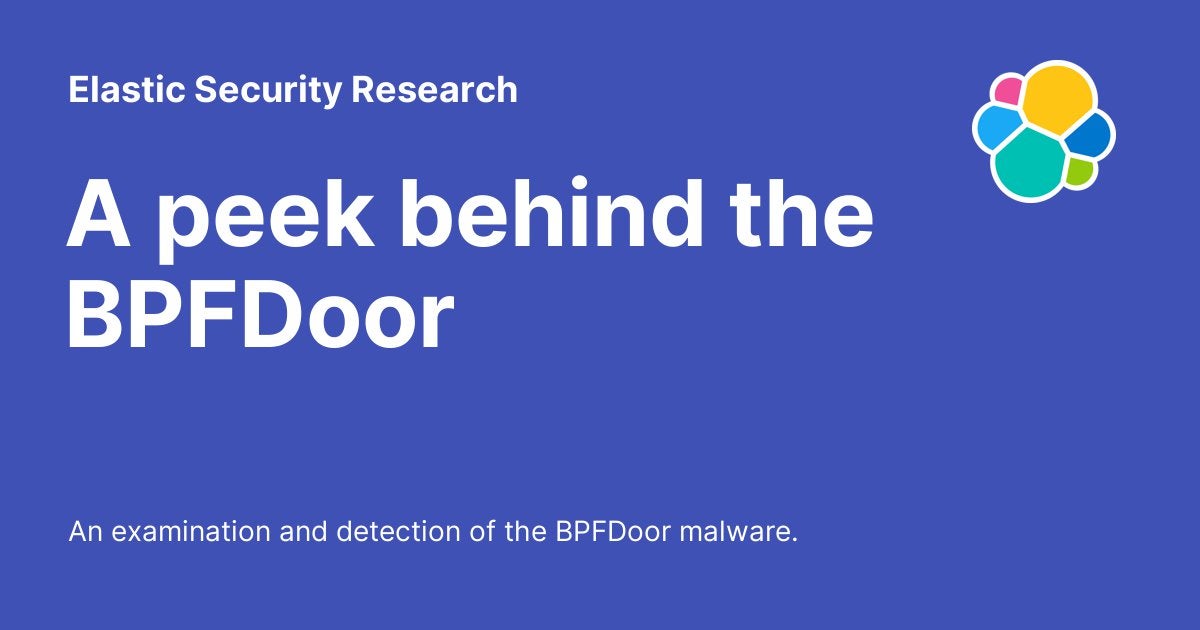 Elastic Security Research
A peek behind the
BPFDoor
An examination and detection of the BPFDoor malware.